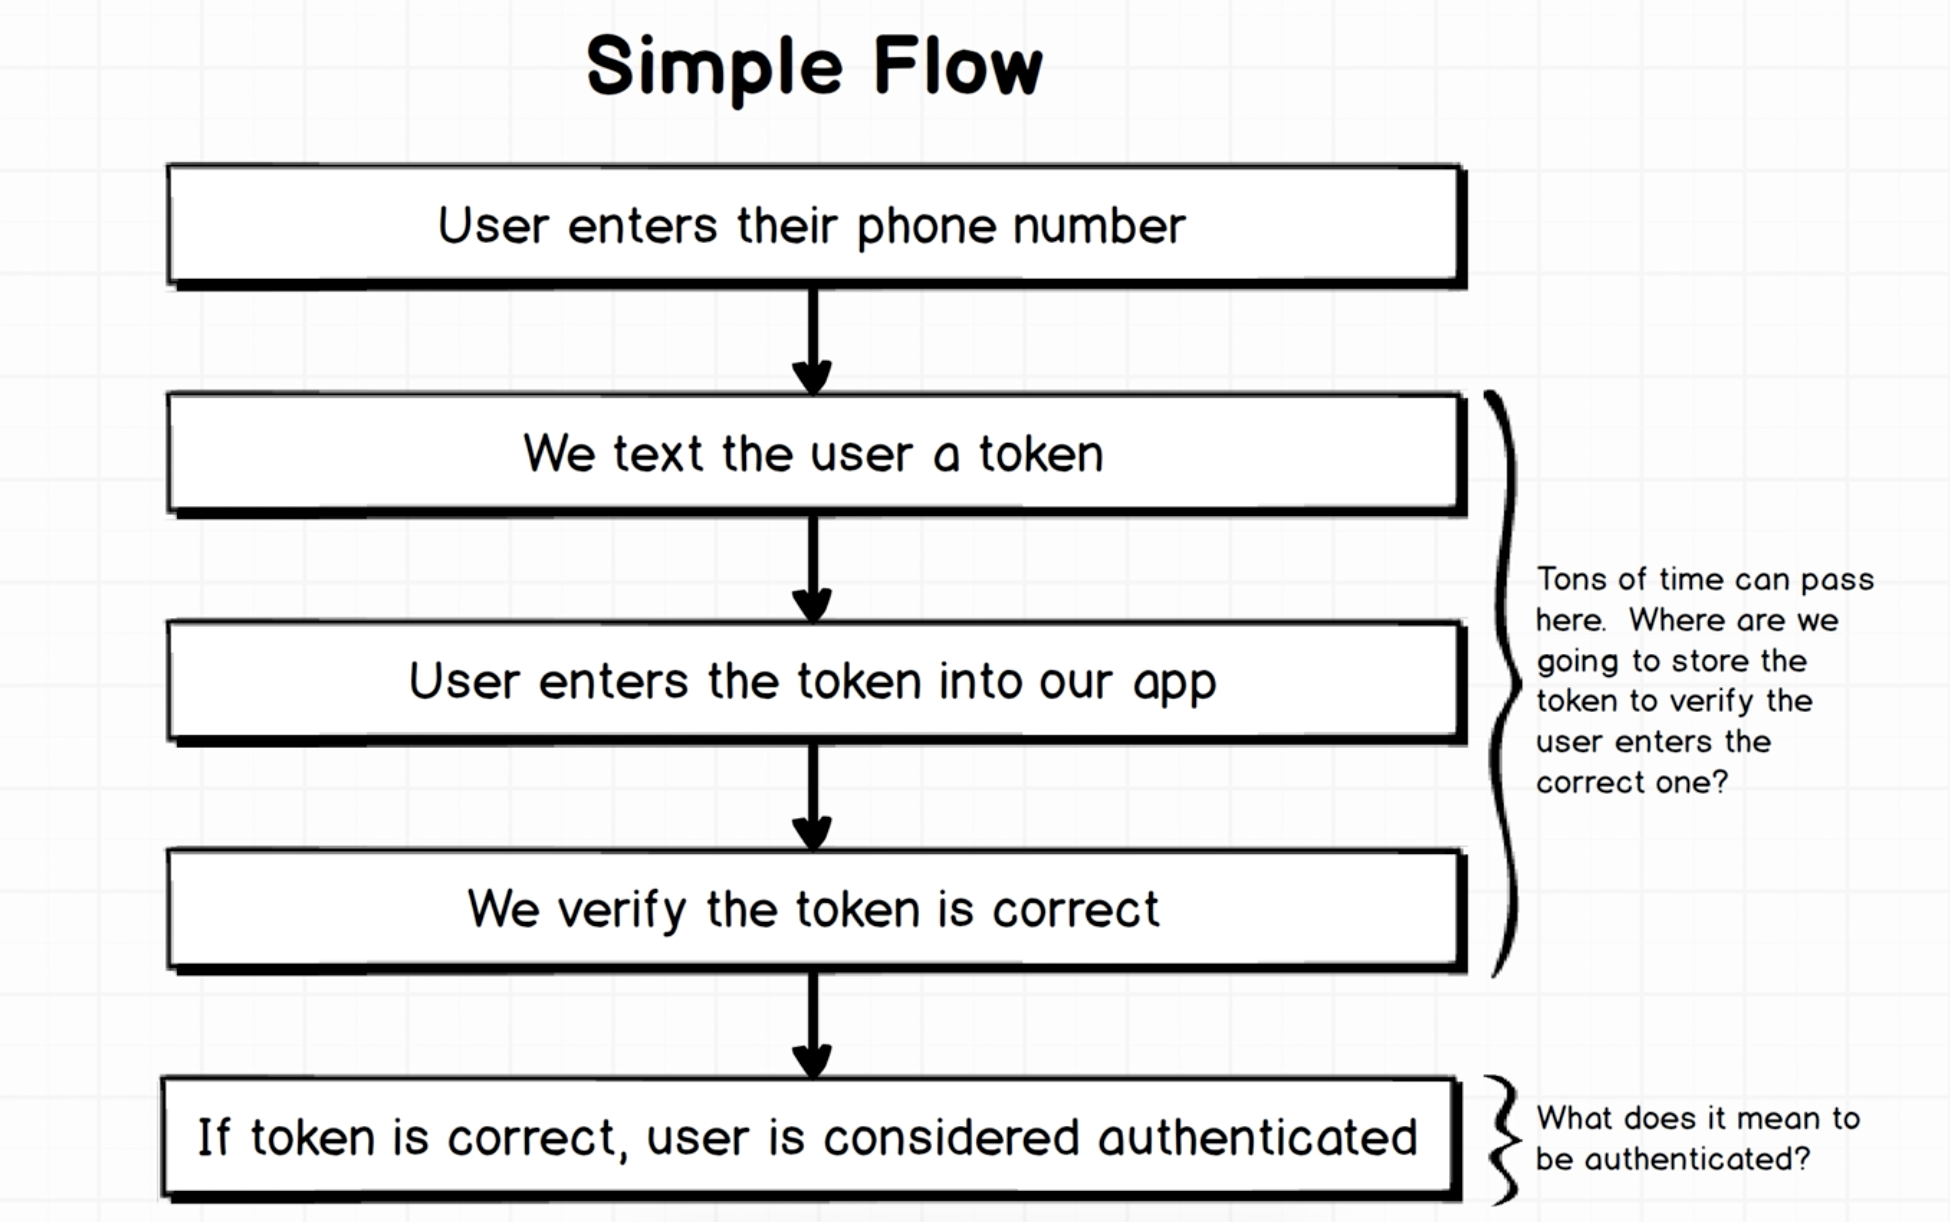 Simple Flow
User enters their phone number
We text the user a token
User enters the token into our app
We verify the token is correct
Tons of time can pass
here. Where are we
going to store the
token to verify the
user enters the
correct one?
If token is correct, user is considered authenticated
What does it mean to
be authenticated?